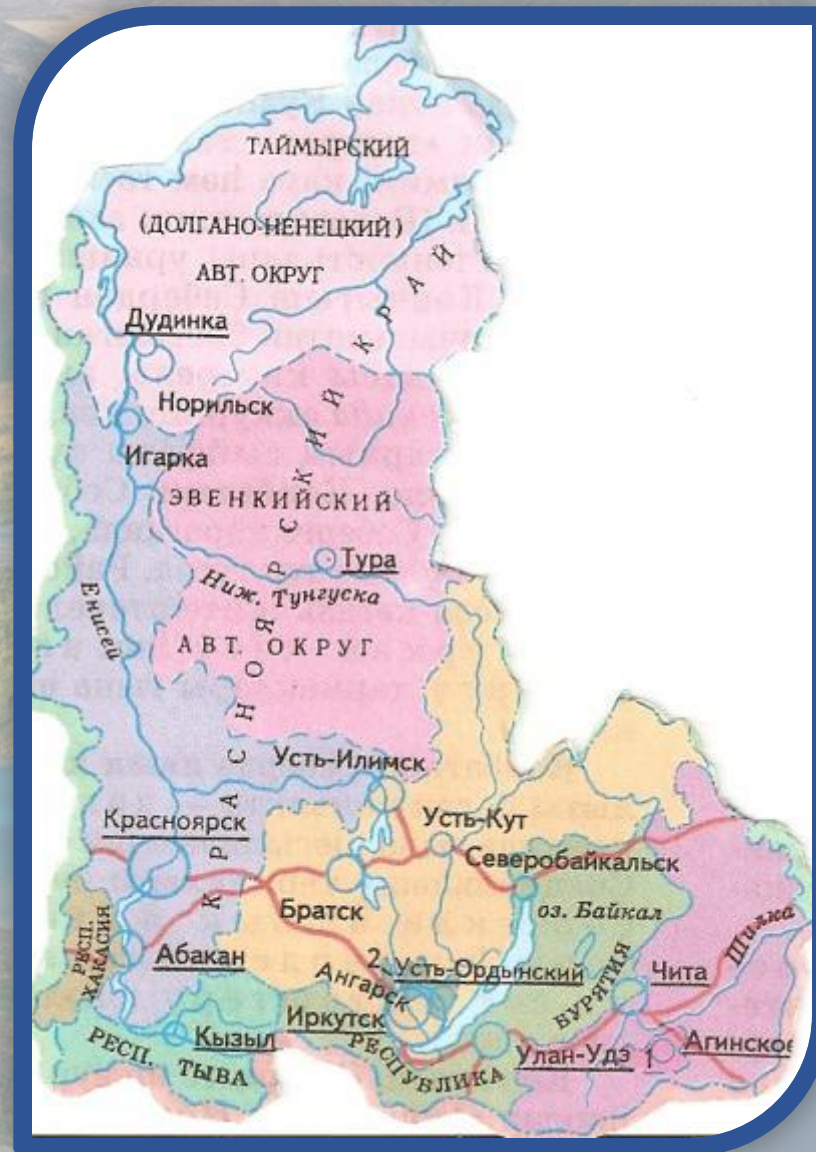 ТАЙМЫРСКИЙ
(ДОЛГАНО-НЕНЕЦКИЙ)
АВТ. ОКРУГ
КРАСНОЯРСКИЙ КРАЙ
Дудинка
Норильск
Игарка
ЭВЕНКИЙСКИЙ
Тура
Ниж. Тунгуска
Енисей
АВТ. ОКРУГ
Усть-Илимск
Красноярск
Усть-Кут
Северобайкальск
Братск
оз. Байкал
РЕСП. ХАКАСИЯ
Абакан
2
Усть-Ордынский
Чита
Шилка
Ангарск
БУРЯТИЯ
Иркутск
Кызыл
РЕСП. ТЫВА
РЕСПУБЛИКА
Улан-Удэ
1
Агинское